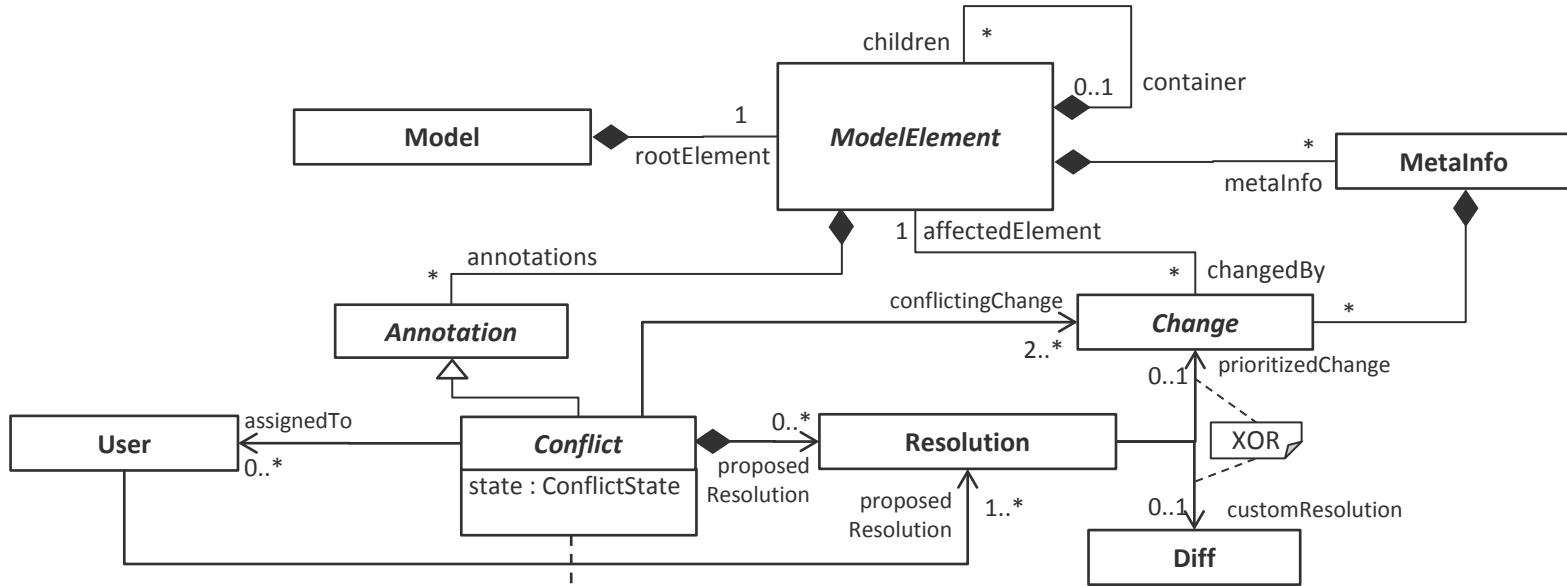 children
*
0..1
container
Model
1
rootElement
ModelElement
*
metaInfo
MetaInfo
1
affectedElement
annotations
*
*
changedBy
Annotation
conflictingChange
2..*
Change
*
0..1
prioritizedChange
User
assignedTo
0..*
Conflict
state : ConflictState
0..*
proposed
Resolution
Resolution
XOR
proposed
Resolution
1..*
0..1
customResolution
Diff